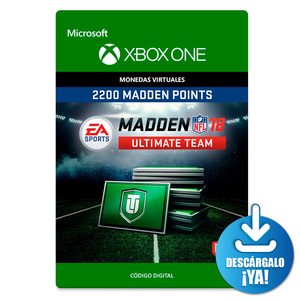 Microsoft
XBOX ONE
MONEDAS VIRTUALES
2200 MADDEN POINTS
EA SPORTS
MADDEN NFL 18
ULTIMATE TEAM
UT
CÓDIGO DIGITAL
DESCÁRGALO
¡YA!